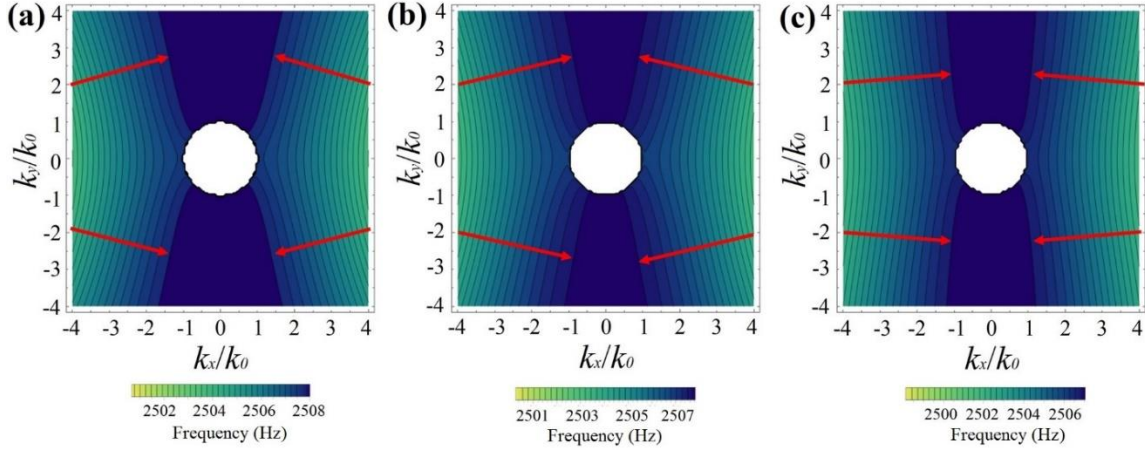 (a)
4
3
2
1
0
-1
-2
-3
-4
ky/k0
-4 -3 -2 -1 0 1 2 3 4
kx/k0
2502 2504 2506 2508
Frequency (Hz)
(b)
4
3
2
1
0
-1
-2
-3
-4
ky/k0
-4 -3 -2 -1 0 1 2 3 4
kx/k0
2501 2503 2505 2507
Frequency (Hz)
(c)
4
3
2
1
0
-1
-2
-3
-4
ky/k0
-4 -3 -2 -1 0 1 2 3 4
kx/k0
2500 2502 2504 2506
Frequency (Hz)